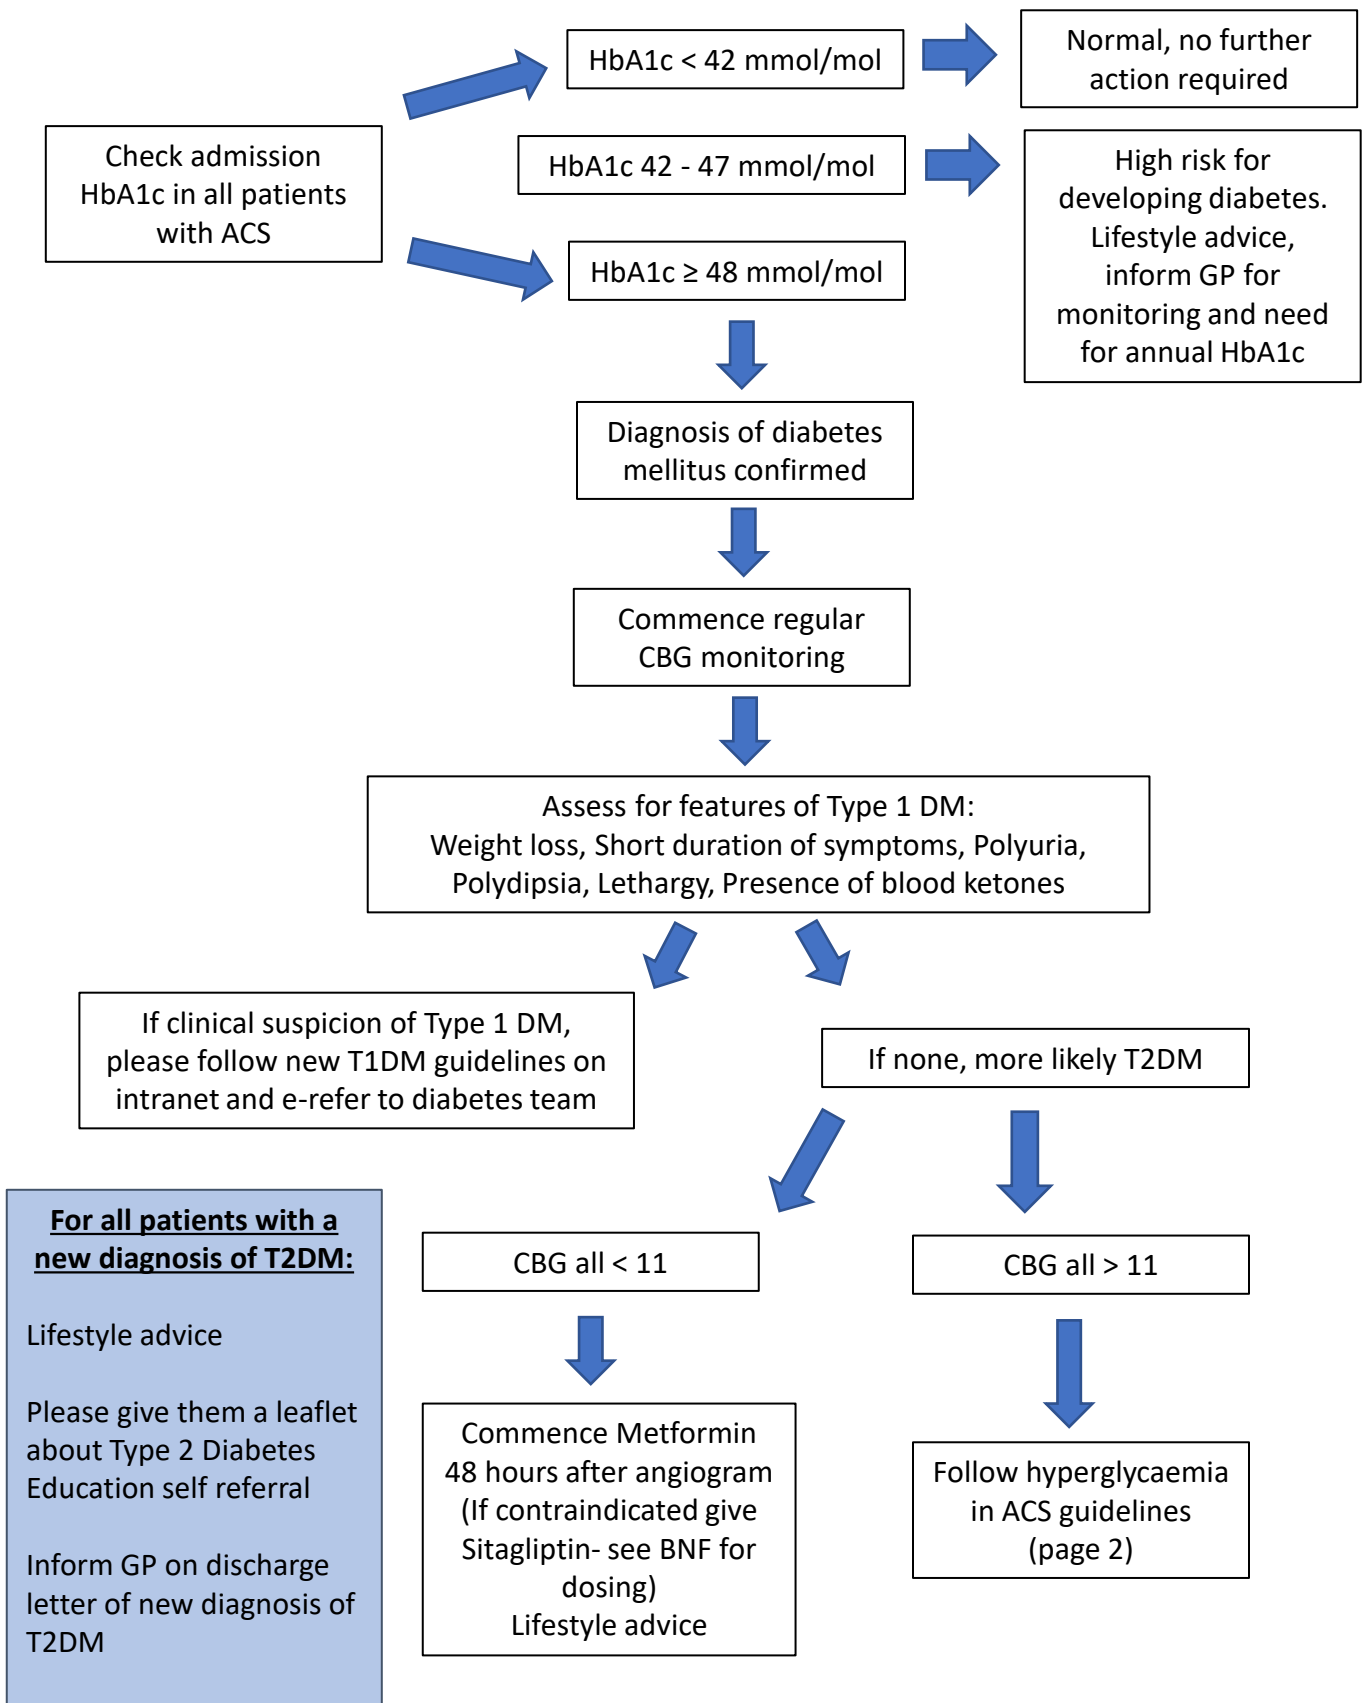 HbA1c < 42 mmol/mol
Normal, no further
action required
Check admission
HbA1c in all patients
with ACS
HbA1c 42 - 47 mmol/mol
High risk for
developing diabetes.
Lifestyle advice,
inform GP for
monitoring and need
for annual HbA1c
HbA1c ≥ 48 mmol/mol
Diagnosis of diabetes
mellitus confirmed
Commence regular
CBG monitoring
Assess for features of Type 1 DM:
Weight loss, Short duration of symptoms, Polyuria,
Polydipsia, Lethargy, Presence of blood ketones
If clinical suspicion of Type 1 DM,
please follow new T1DM guidelines on
intranet and e-refer to diabetes team
If none, more likely T2DM
For all patients with a
new diagnosis of T2DM:
Lifestyle advice
Please give them a leaflet
about Type 2 Diabetes
Education self referral
Inform GP on discharge
letter of new diagnosis of
T2DM
CBG all < 11
CBG all > 11
Commence Metformin
48 hours after angiogram
(If contraindicated give
Sitagliptin- see BNF for
dosing)
Lifestyle advice
Follow hyperglycaemia
in ACS guidelines
(page 2)